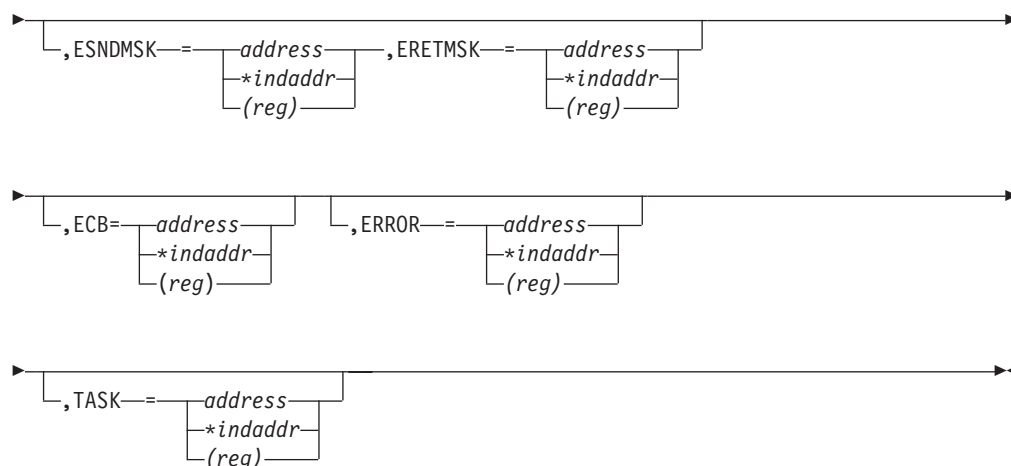 ,ESNDMSK = address ,ERETMSK = address
*indaddr *indaddr
(reg) (reg)
,ECB= address ,ERROR = address
*indaddr *indaddr
(reg) (reg)
,TASK = address
*indaddr
(reg)